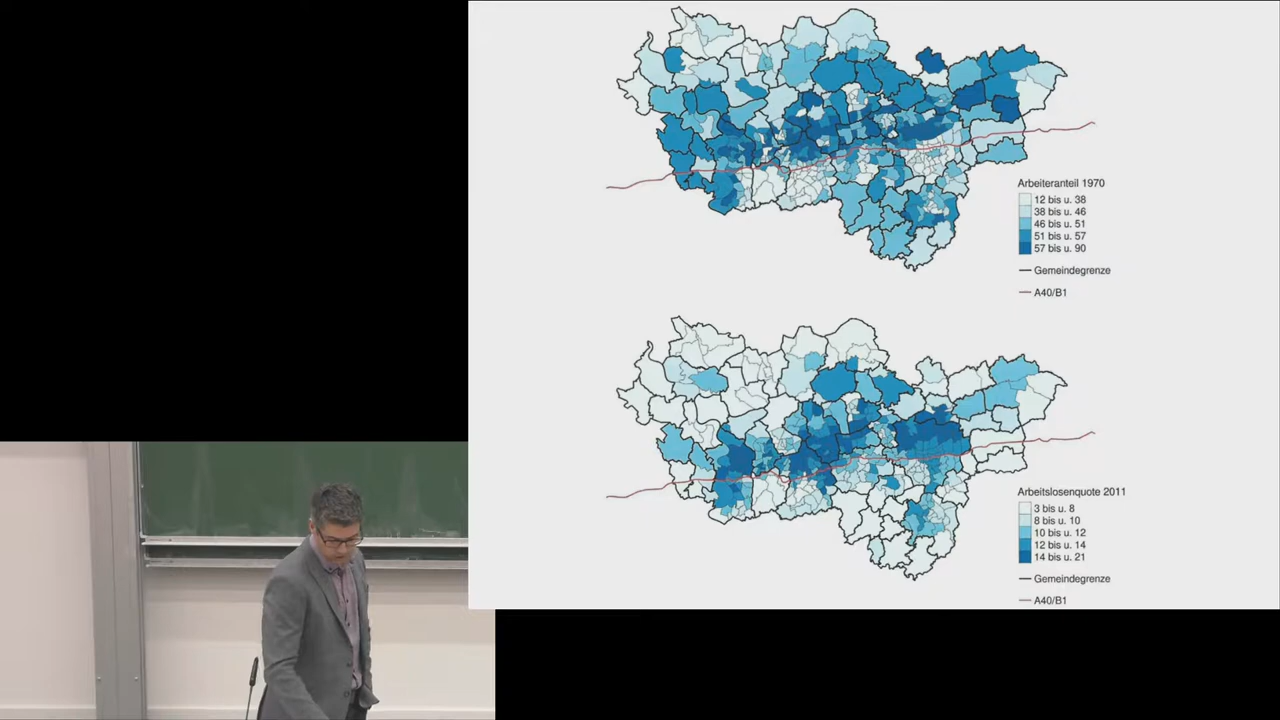 Arbeiteranteil 1970
12 bis u. 38
38 bis u. 46
46 bis u. 51
51 bis u. 57
57 bis u. 90
Gemeindegrenze
A40/B1
Arbeitslosenquote 2011
3 bis u. 8
8 bis u. 10
10 bis u. 12
12 bis u. 14
14 bis u. 21
Gemeindegrenze
A40/B1